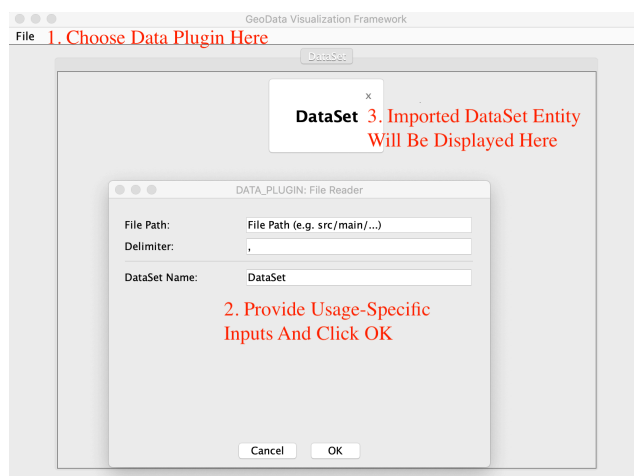 GeoData Visualization Framework
File 1. Choose Data Plugin Here
DataSet
x
DataSet 3. Imported DataSet Entity
Will Be Displayed Here
DATA_PLUGIN: File Reader
File Path: File Path (e.g. src/main/...)
Delimiter: ,
DataSet Name: DataSet
2. Provide Usage-Specific
Inputs And Click OK
Cancel OK